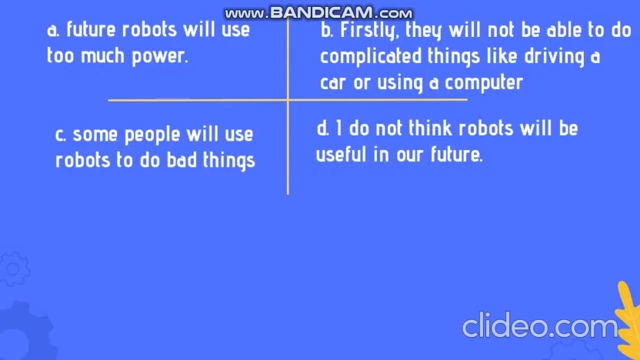 www.BANDICAM.com
a. future robots will use
too much power.
b. Firstly, they will not be able to do
complicated things like driving a
car or using a computer
c. some people will use
robots to do bad things
d. I do not think robots will be
useful in our future.
clideo.com